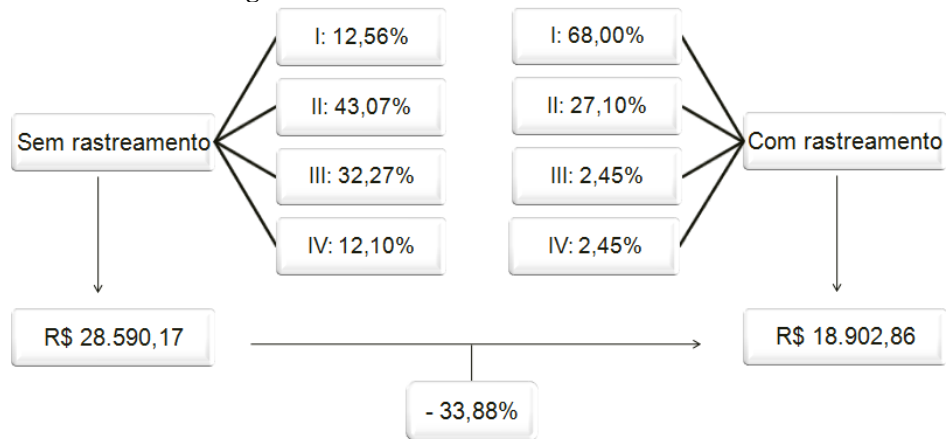 I: 12,56%
I: 68,00%
II: 43,07%
II: 27,10%
Sem rastreamento
Com rastreamento
III: 32,27%
III: 2,45%
IV: 12,10%
IV: 2,45%
R$ 28.590,17
R$ 18.902,86
- 33,88%